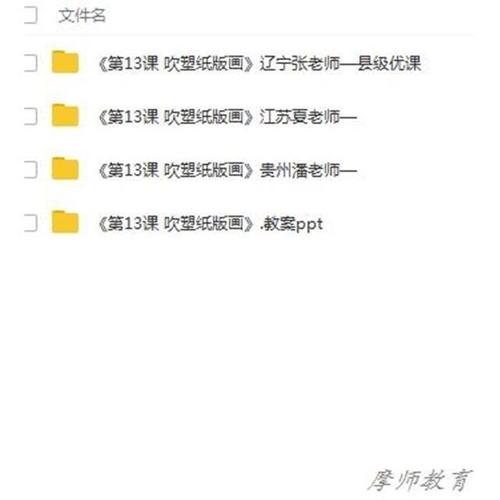 文件名
《第13课 吹塑纸版画》辽宁张老师—县级优课
《第13课 吹塑纸版画》江苏夏老师—
《第13课 吹塑纸版画》贵州潘老师—
《第13课 吹塑纸版画》.教案ppt
摩师教育